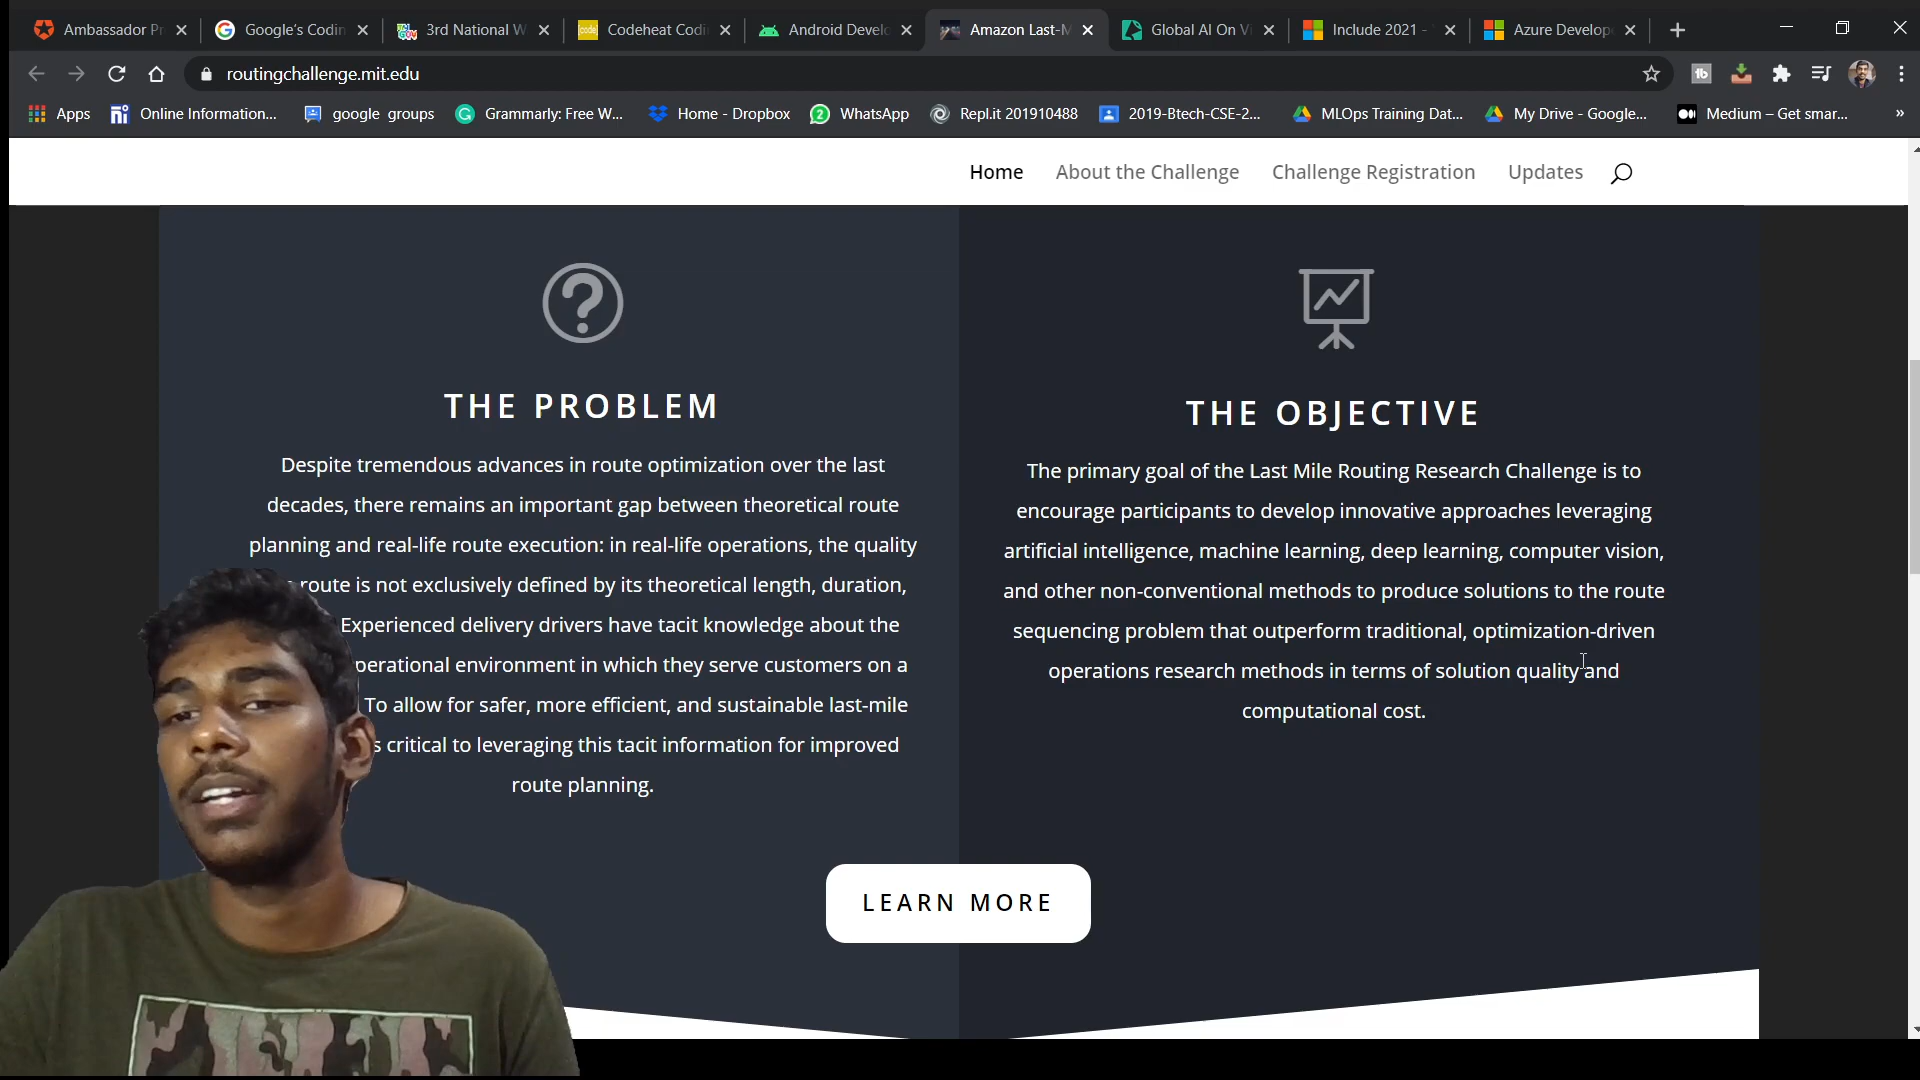 Ambassador Pr
Google's Codin
3rd National W
Codeheat Codi
Android Develo
Amazon Last-M
Global AI On Vi
Include 2021 -
Azure Develop
routingchallenge.mit.edu
Apps
Online Information...
google groups
Grammarly: Free W...
Home - Dropbox
WhatsApp
Repl.it 201910488
2019-Btech-CSE-2...
MLOps Training Dat...
My Drive - Google...
Medium – Get smar...
Home
About the Challenge
Challenge Registration
Updates
THE PROBLEM
Despite tremendous advances in route optimization over the last
decades, there remains an important gap between theoretical route
planning and real-life route execution: in real-life operations, the quality
route is not exclusively defined by its theoretical length, duration,
Experienced delivery drivers have tacit knowledge about the
perational environment in which they serve customers on a
To allow for safer, more efficient, and sustainable last-mile
s critical to leveraging this tacit information for improved
route planning.
THE OBJECTIVE
The primary goal of the Last Mile Routing Research Challenge is to
encourage participants to develop innovative approaches leveraging
artificial intelligence, machine learning, deep learning, computer vision,
and other non-conventional methods to produce solutions to the route
sequencing problem that outperform traditional, optimization-driven
operations research methods in terms of solution quality and
computational cost.
LEARN MORE